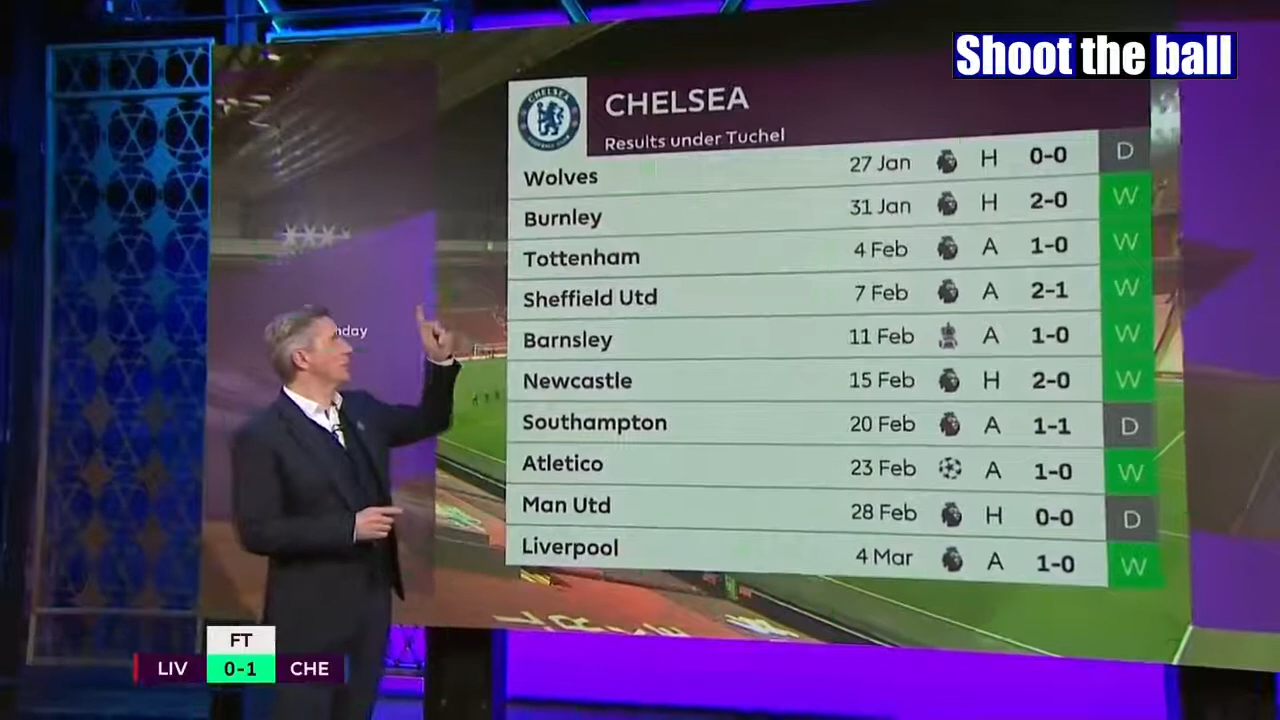 Shoot the ball
CHELSEA
Results under Tuchel
Wolves 27 Jan H 0-0 D
Burnley 31 Jan H 2-0 W
Tottenham 4 Feb A 1-0 W
Sheffield Utd 7 Feb A 2-1 W
Barnsley 11 Feb A 1-0 W
Newcastle 15 Feb H 2-0 W
Southampton 20 Feb A 1-1 D
Atletico 23 Feb A 1-0 W
Man Utd 28 Feb H 0-0 D
Liverpool 4 Mar A 1-0 W
hday
FT
LIV 0-1 CHE